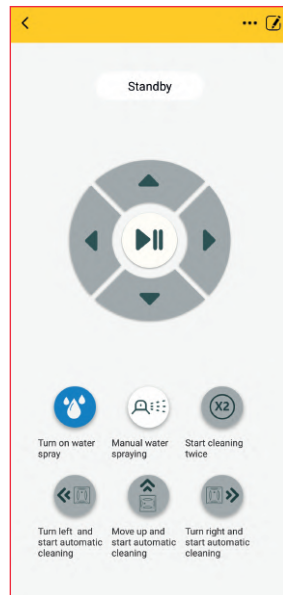 Standby
X2
Turn on water
spray
Manual water
spraying
Start cleaning
twice
Turn left and
start automatic
cleaning
Move up and
start automatic
cleaning
Turn right and
start automatic
cleaning